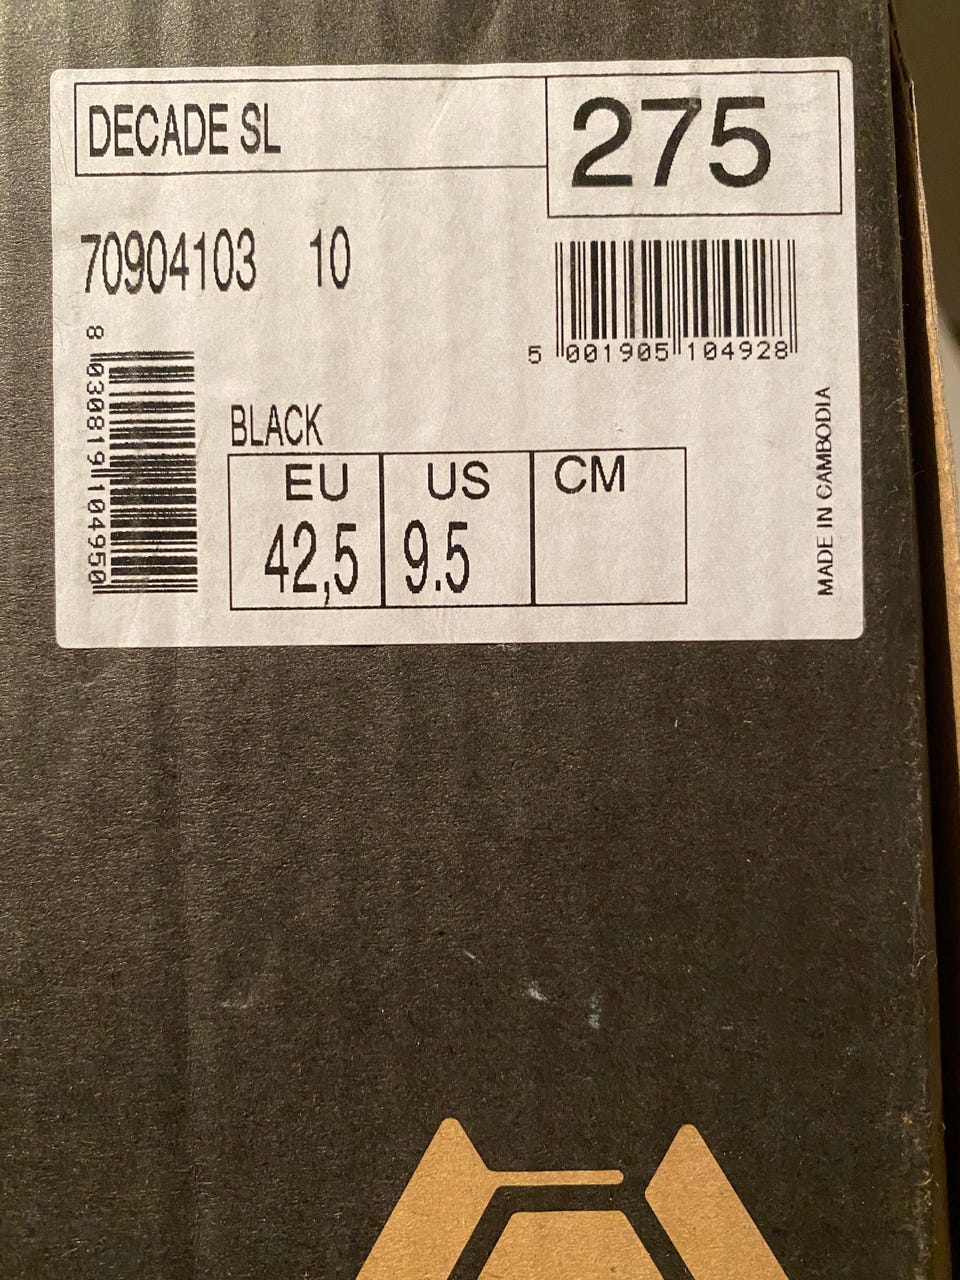 DECADE SL
275
70904103 10
5 001905 104928
8 030819 104950
BLACK
EU US CM
42,5 9.5
MADE IN CAMBODIA